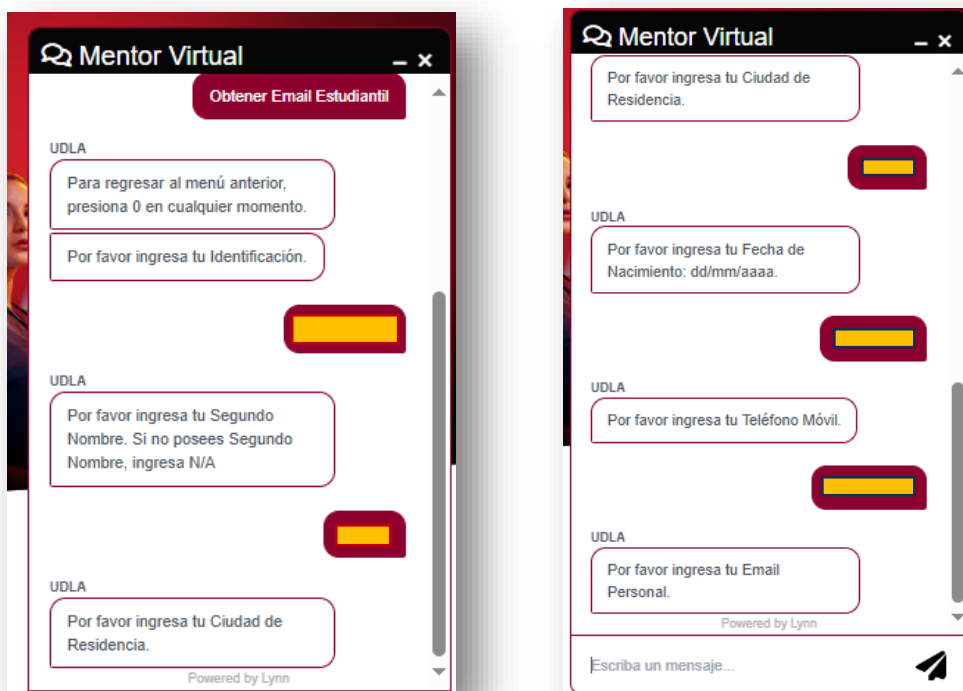 Mentor Virtual
Obtener Email Estudiantil
UDLA
Para regresar al menú anterior,
presiona 0 en cualquier momento.
Por favor ingresa tu Identificación.
UDLA
Por favor ingresa tu Segundo
Nombre. Si no posees Segundo
Nombre, ingresa N/A
UDLA
Por favor ingresa tu Ciudad de
Residencia.
Powered by Lynn
Mentor Virtual
Por favor ingresa tu Ciudad de
Residencia.
UDLA
Por favor ingresa tu Fecha de
Nacimiento: dd/mm/aaaa.
UDLA
Por favor ingresa tu Teléfono Móvil.
UDLA
Por favor ingresa tu Email
Personal.
Powered by Lynn
Escriba un mensaje...